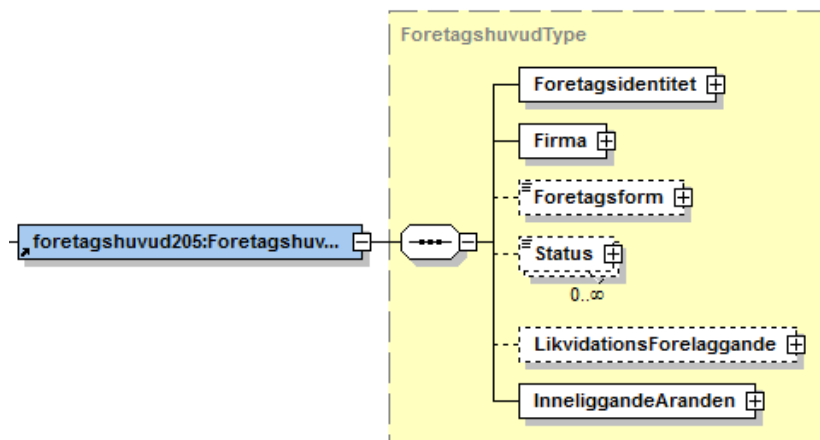 ForetagshuvudType
Foretagsidentitet
Firma
Foretagsform
foretagshuvud205:Foretagshuv...
Status
0..∞
LikvidationsForelaggande
InneliggandeAranden